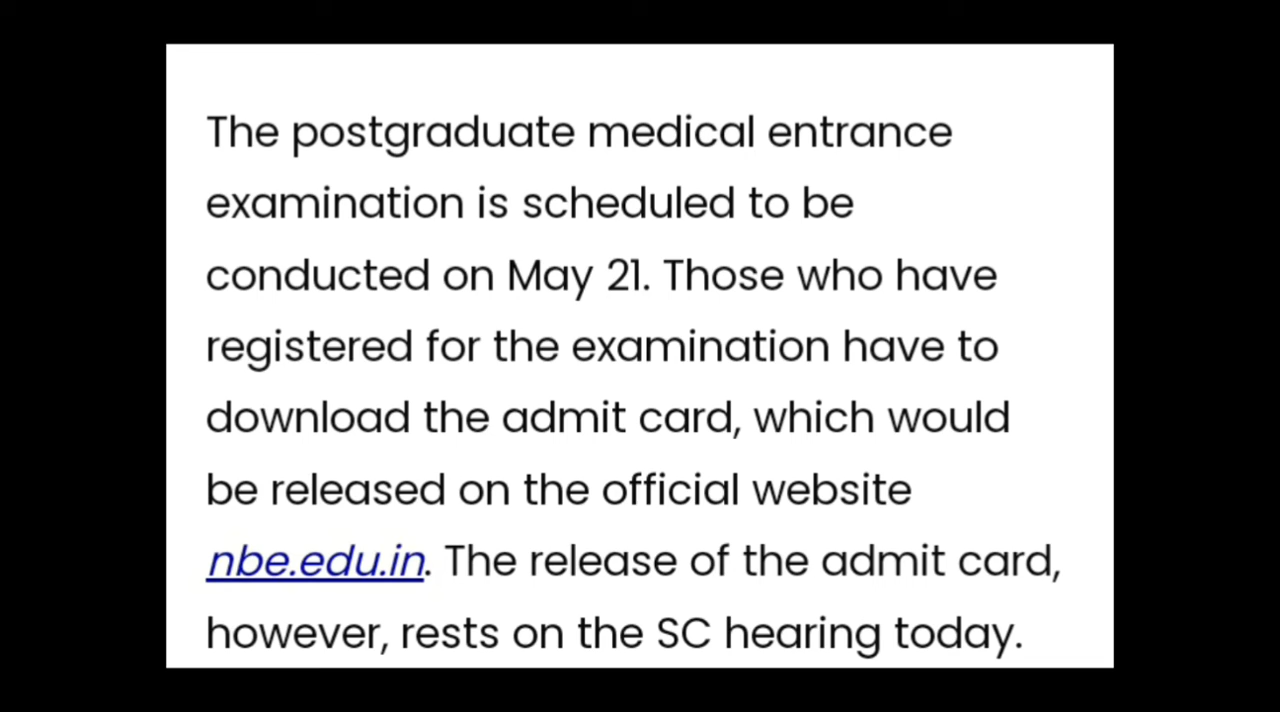 The postgraduate medical entrance
examination is scheduled to be
conducted on May 21. Those who have
registered for the examination have to
download the admit card, which would
be released on the official website
nbe.edu.in. The release of the admit card,
however, rests on the SC hearing today.